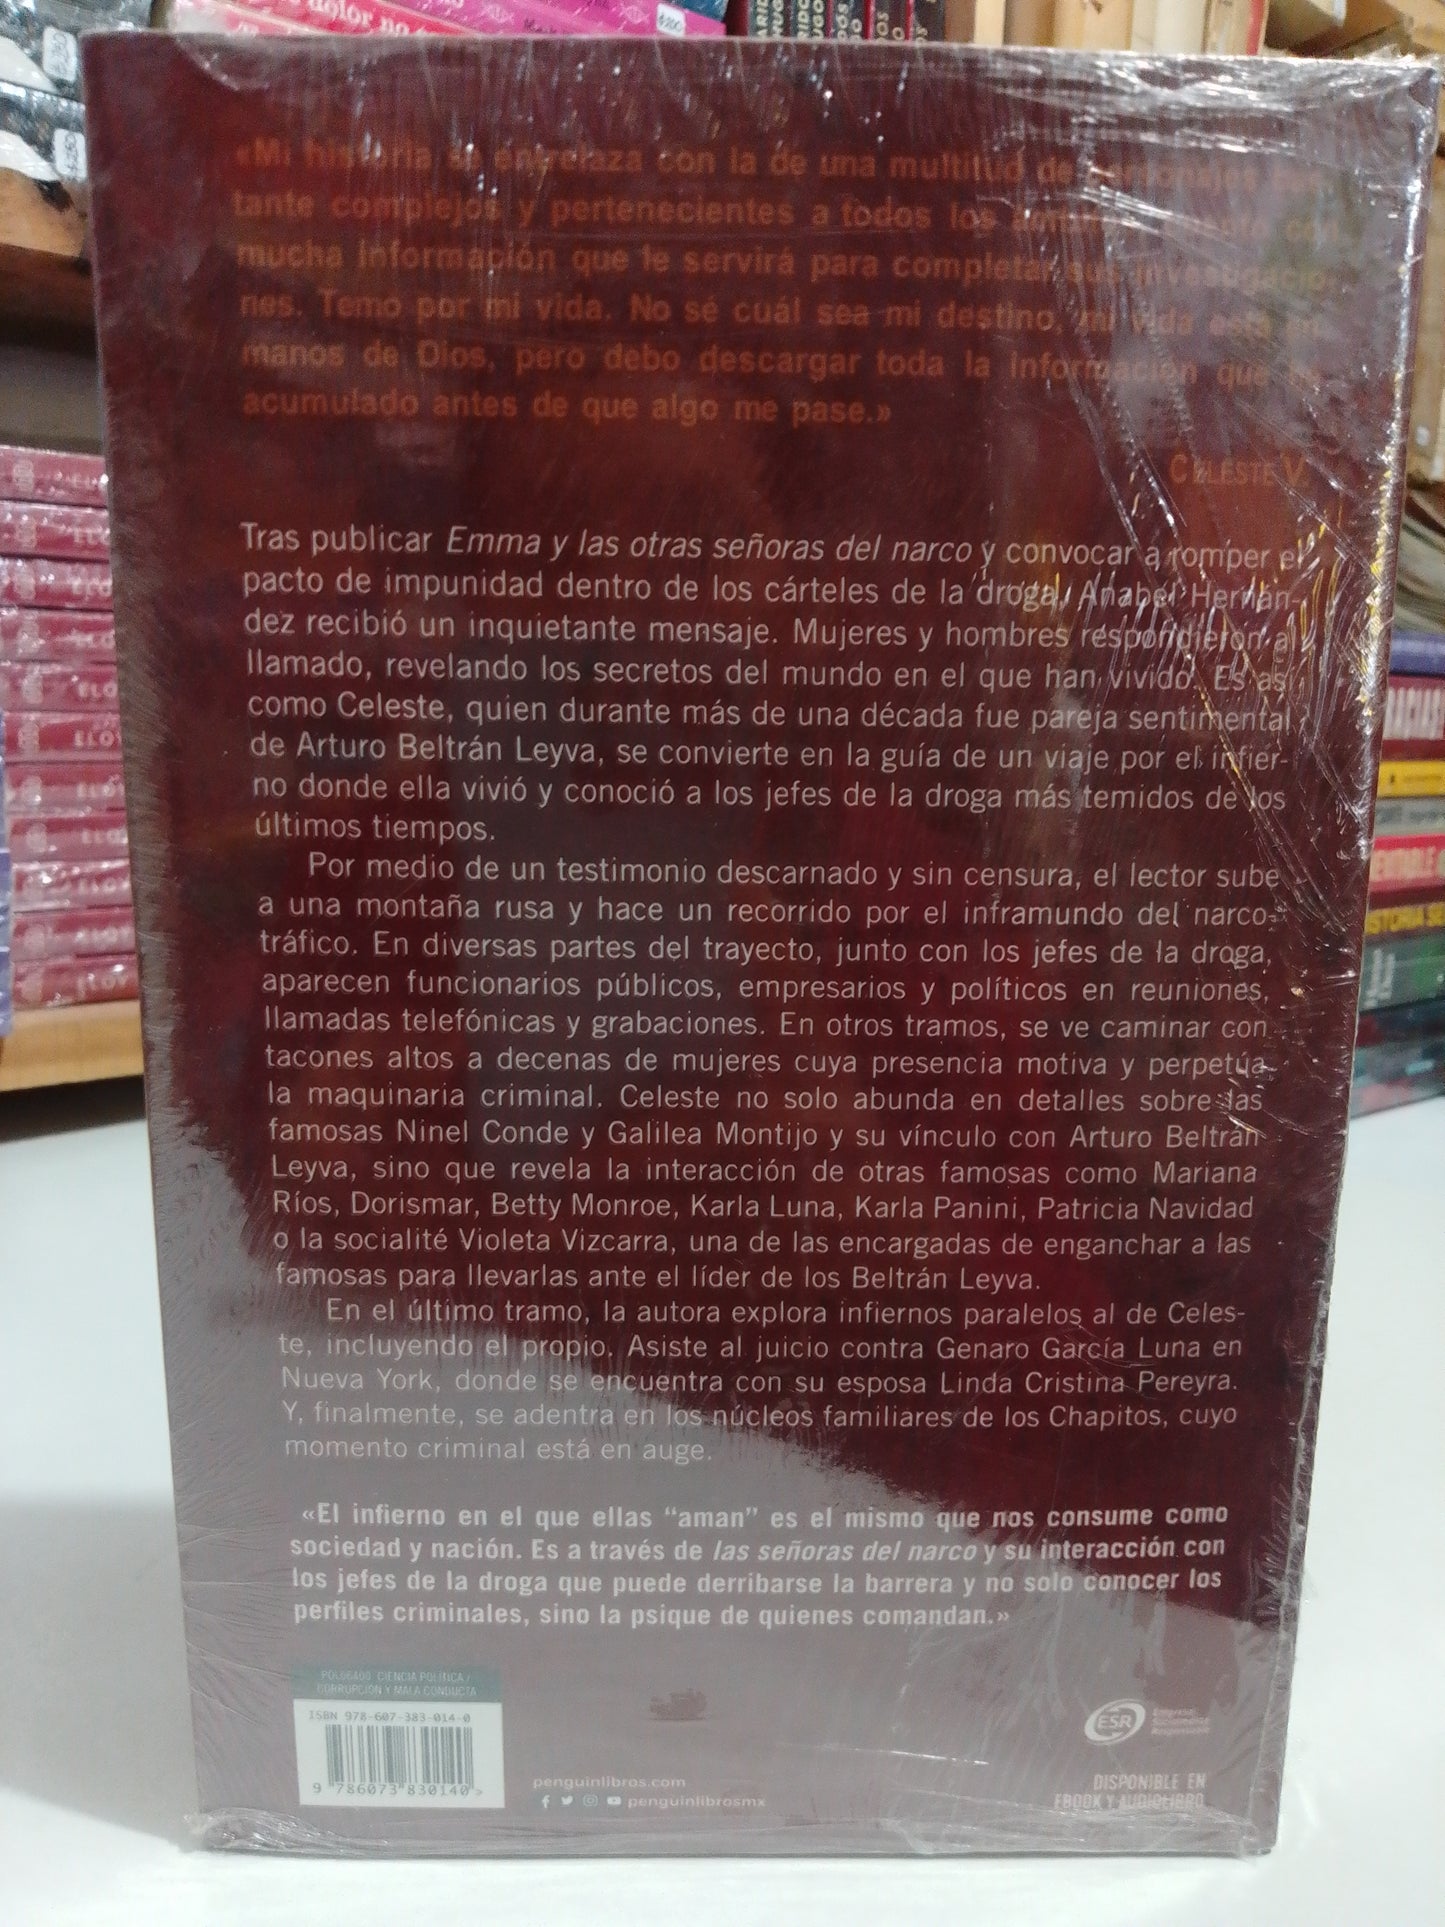 dolor no
$200
«Mi historia se entrelaza con la de una multitud de personajes bas-
tante complejos y pertenecientes a todos los ámbitos, cuento con
mucha información que le servirá para completar sus investigacio-
nes. Temo por mi vida. No sé cuál sea mi destino, mi vida está en
manos de Dios, pero debo descargar toda la información que he
acumulado antes de que algo me pase.»
CELESTE V.
Tras publicar Emma y las otras señoras del narco y convocar a romper el
pacto de impunidad dentro de los cárteles de la droga, Anabel Hernán-
dez recibió un inquietante mensaje. Mujeres y hombres respondieron al
llamado, revelando los secretos del mundo en el que han vivido. Es así
como Celeste, quien durante más de una década fue pareja sentimental
de Arturo Beltrán Leyva, se convierte en la guía de un viaje por el infier-
no donde ella vivió y conoció a los jefes de la droga más temidos de los
últimos tiempos.
Por medio de un testimonio descarnado y sin censura, el lector sube
a una montaña rusa y hace un recorrido por el inframundo del narco-
tráfico. En diversas partes del trayecto, junto con los jefes de la droga,
aparecen funcionarios públicos, empresarios y políticos en reuniones,
llamadas telefónicas y grabaciones. En otros tramos, se ve caminar con
tacones altos a decenas de mujeres cuya presencia motiva y perpetúa
la maquinaria criminal. Celeste no solo abunda en detalles sobre las
famosas Ninel Conde y Galilea Montijo y su vínculo con Arturo Beltrán
Leyva, sino que revela la interacción de otras famosas como Mariana
Ríos, Dorismar, Betty Monroe, Karla Luna, Karla Panini, Patricia Navidad
o la socialité Violeta Vizcarra, una de las encargadas de enganchar a las
famosas para llevarlas ante el líder de los Beltrán Leyva.
En el último tramo, la autora explora infiernos paralelos al de Celes-
te, incluyendo el propio. Asiste al juicio contra Genaro García Luna en
Nueva York, donde se encuentra con su esposa Linda Cristina Pereyra.
Y, finalmente, se adentra en los núcleos familiares de los Chapitos, cuyo
momento criminal está en auge.
«El infierno en el que ellas “aman” es el mismo que nos consume como
sociedad y nación. Es a través de las señoras del narco y su interacción con
los jefes de la droga que puede derribarse la barrera y no solo conocer los
perfiles criminales, sino la psique de quienes comandan.»
POL064000 CIENCIA POLÍTICA /
CORRUPCIÓN Y MALA CONDUCTA
ISBN 978-607-383-014-0
9 786073 830140 >
penguinlibros.com
penguinlibrosmx
ESR
Empresa
Socialmente
Responsable
DISPONIBLE EN
EBOOK Y AUDIOLIBRO